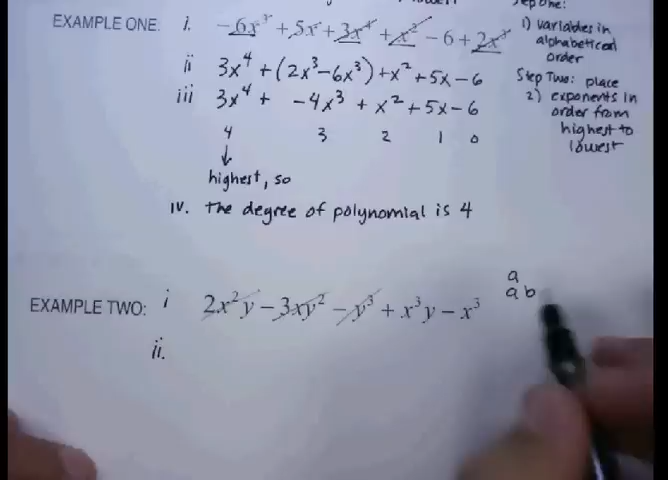 Step One:
EXAMPLE ONE: i. -6x³ + 5x + 3x⁴ + x² - 6 + 2x³
1) variables in
alphabetical
order
ii 3x⁴ + (2x³-6x³) + x² + 5x - 6
Step Two: place
2) exponents in
order from
highest to
lowest
iii 3x⁴ + -4x³ + x² + 5x - 6
4 3 2 1 0
↓
highest, so
iv. the degree of polynomial is 4
a
ab
EXAMPLE TWO: i 2x²y - 3xy² - y³ + x³y - x³
ii.